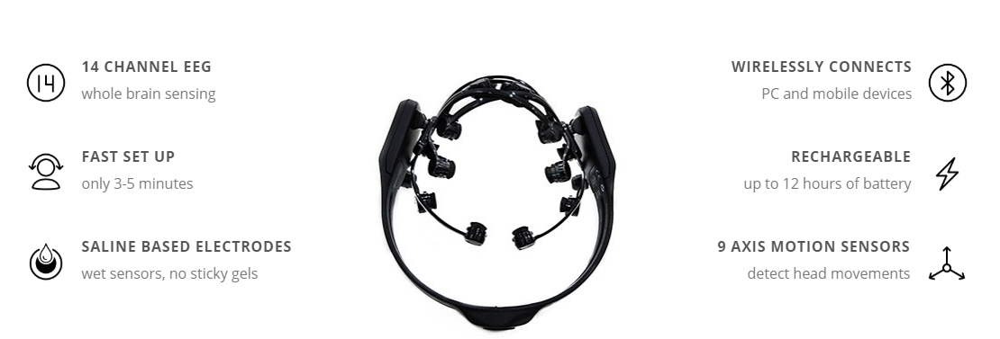 14 CHANNEL EEG
whole brain sensing
FAST SET UP
only 3-5 minutes
SALINE BASED ELECTRODES
wet sensors, no sticky gels
WIRELESSLY CONNECTS
PC and mobile devices
RECHARGEABLE
up to 12 hours of battery
9 AXIS MOTION SENSORS
detect head movements
14